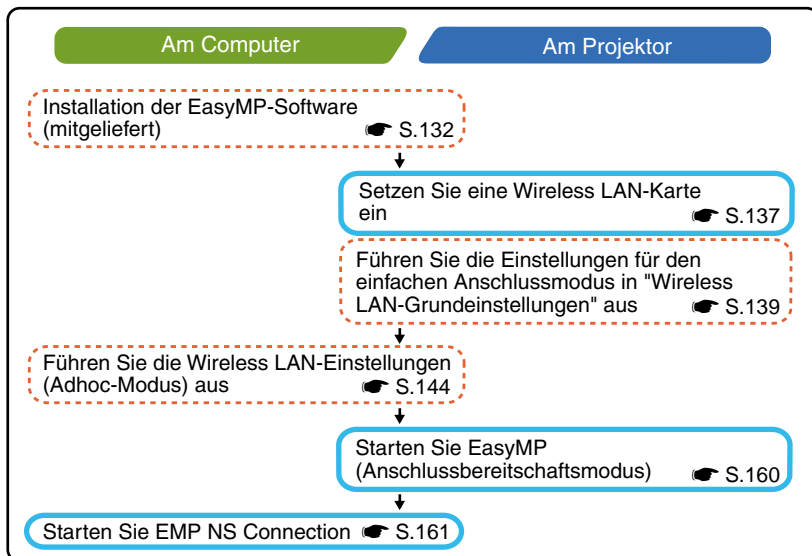 Am Computer
Am Projektor
Installation der EasyMP-Software
(mitgeliefert) ☛ S.132
Setzen Sie eine Wireless LAN-Karte
ein ☛ S.137
Führen Sie die Einstellungen für den
einfachen Anschlussmodus in "Wireless
LAN-Grundeinstellungen" aus ☛ S.139
Führen Sie die Wireless LAN-Einstellungen
(Adhoc-Modus) aus ☛ S.144
Starten Sie EasyMP
(Anschlussbereitschaftsmodus) ☛ S.160
Starten Sie EMP NS Connection ☛ S.161